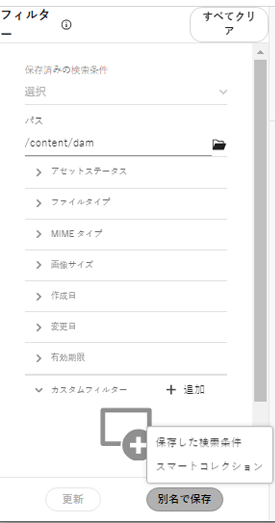 フィルタ
ー
すべてクリ
ア
保存済みの検索条件
選択
パス
/content/dam
アセットステータス
ファイルタイプ
MIME タイプ
画像サイズ
作成日
変更日
有効期限
カスタムフィルター
追加
保存した検索条件
スマートコレクション
更新
別名で保存